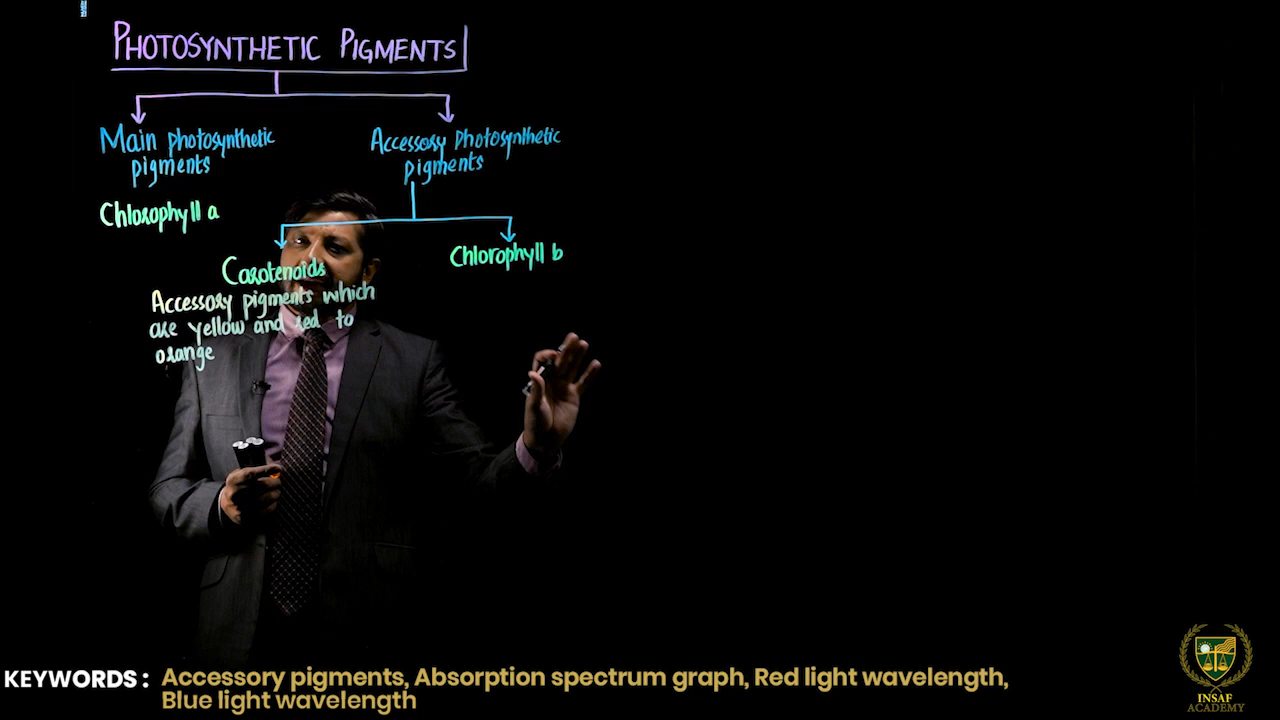 PHOTOSYNTHETIC PIGMENTS
Main photosynthetic
pigments
Accessory photosynthetic
pigments
Chlorophyll a
Carotenoids
Chlorophyll b
Accessory pigments which
are yellow and red to
orange
KEYWORDS : Accessory pigments, Absorption spectrum graph, Red light wavelength,
Blue light wavelength
INSAF
ACADEMY